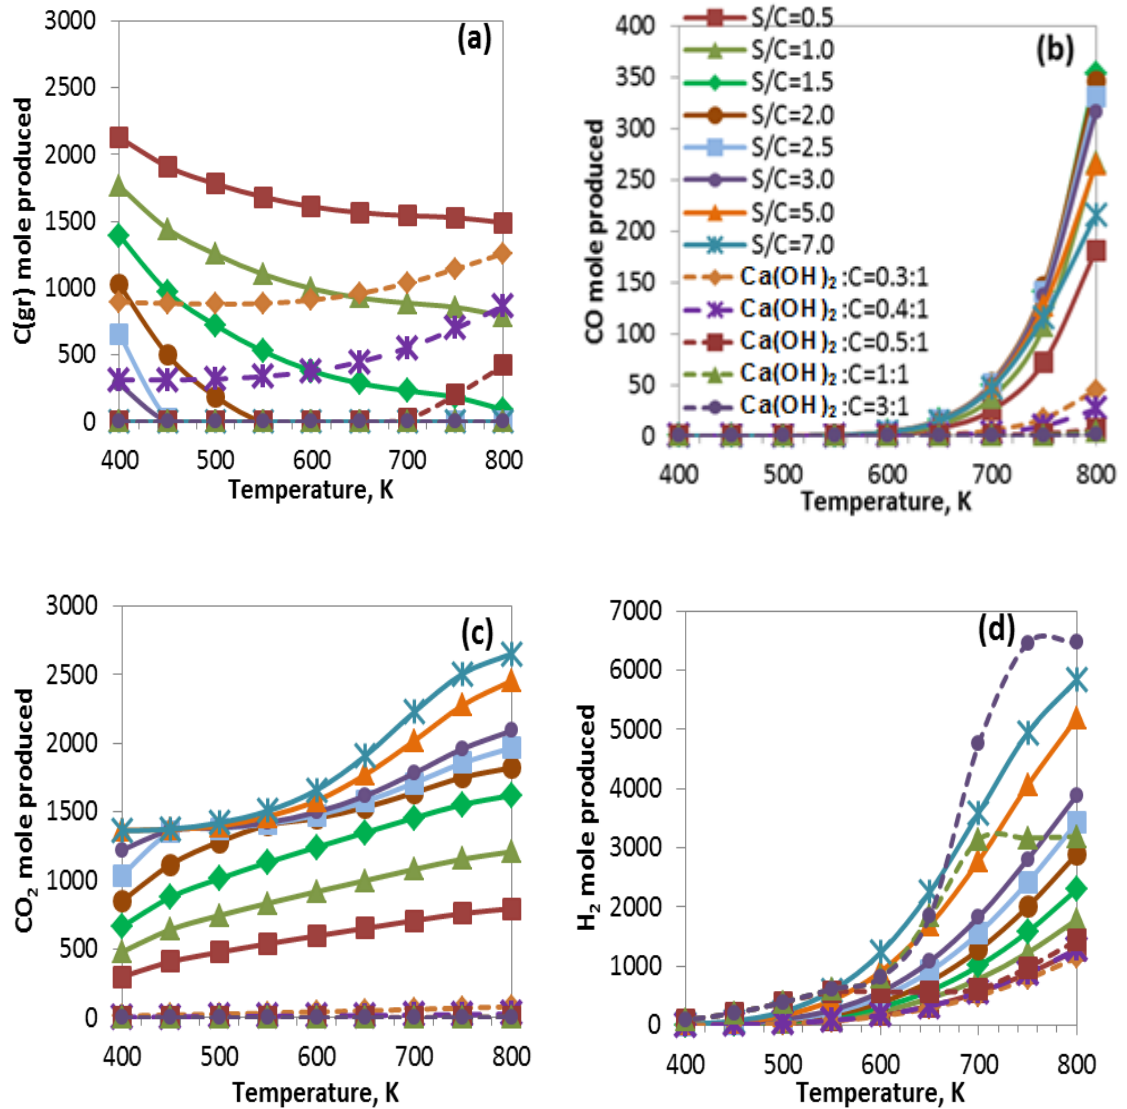 (a)
C(gr) mole produced
3000
2500
2000
1500
1000
500
0
400 500 600 700 800
Temperature, K
(b)
CO mole produced
400
350
300
250
200
150
100
50
0
S/C=0.5
S/C=1.0
S/C=1.5
S/C=2.0
S/C=2.5
S/C=3.0
S/C=5.0
S/C=7.0
Ca(OH)₂:C=0.3:1
Ca(OH)₂:C=0.4:1
Ca(OH)₂:C=0.5:1
Ca(OH)₂:C=1:1
Ca(OH)₂:C=3:1
400 500 600 700 800
Temperature, K
(c)
CO₂ mole produced
3000
2500
2000
1500
1000
500
0
400 500 600 700 800
Temperature, K
(d)
H₂ mole produced
7000
6000
5000
4000
3000
2000
1000
0
400 500 600 700 800
Temperature, K